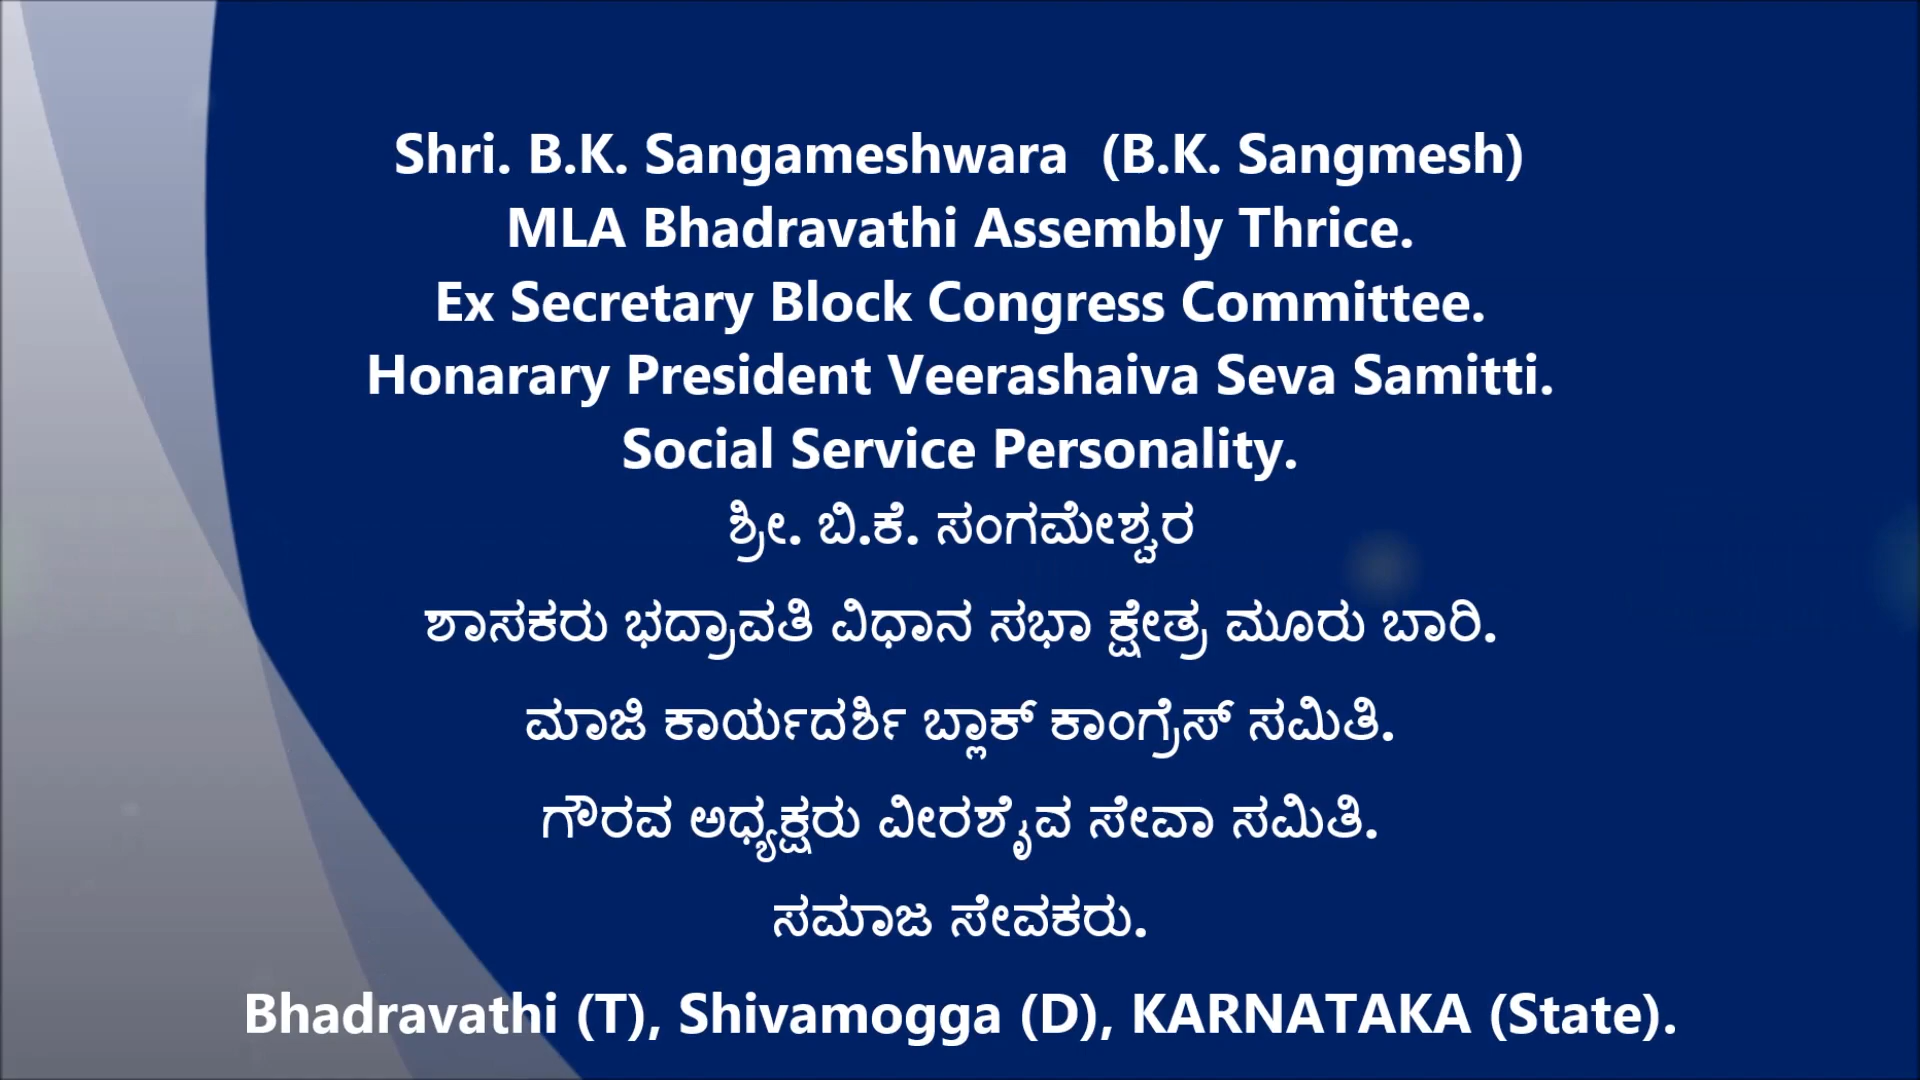 Shri. B.K. Sangameshwara (B.K. Sangmesh)
MLA Bhadravathi Assembly Thrice.
Ex Secretary Block Congress Committee.
Honarary President Veerashaiva Seva Samitti.
Social Service Personality.
ಶ್ರೀ. ಬಿ.ಕೆ. ಸಂಗಮೇಶ್ವರ
ಶಾಸಕರು ಭದ್ರಾವತಿ ವಿಧಾನ ಸಭಾ ಕ್ಷೇತ್ರ ಮೂರು ಬಾರಿ.
ಮಾಜಿ ಕಾರ್ಯದರ್ಶಿ ಬ್ಲಾಕ್ ಕಾಂಗ್ರೆಸ್ ಸಮಿತಿ.
ಗೌರವ ಅಧ್ಯಕ್ಷರು ವೀರಶೈವ ಸೇವಾ ಸಮಿತಿ.
ಸಮಾಜ ಸೇವಕರು.
Bhadravathi (T), Shivamogga (D), KARNATAKA (State).